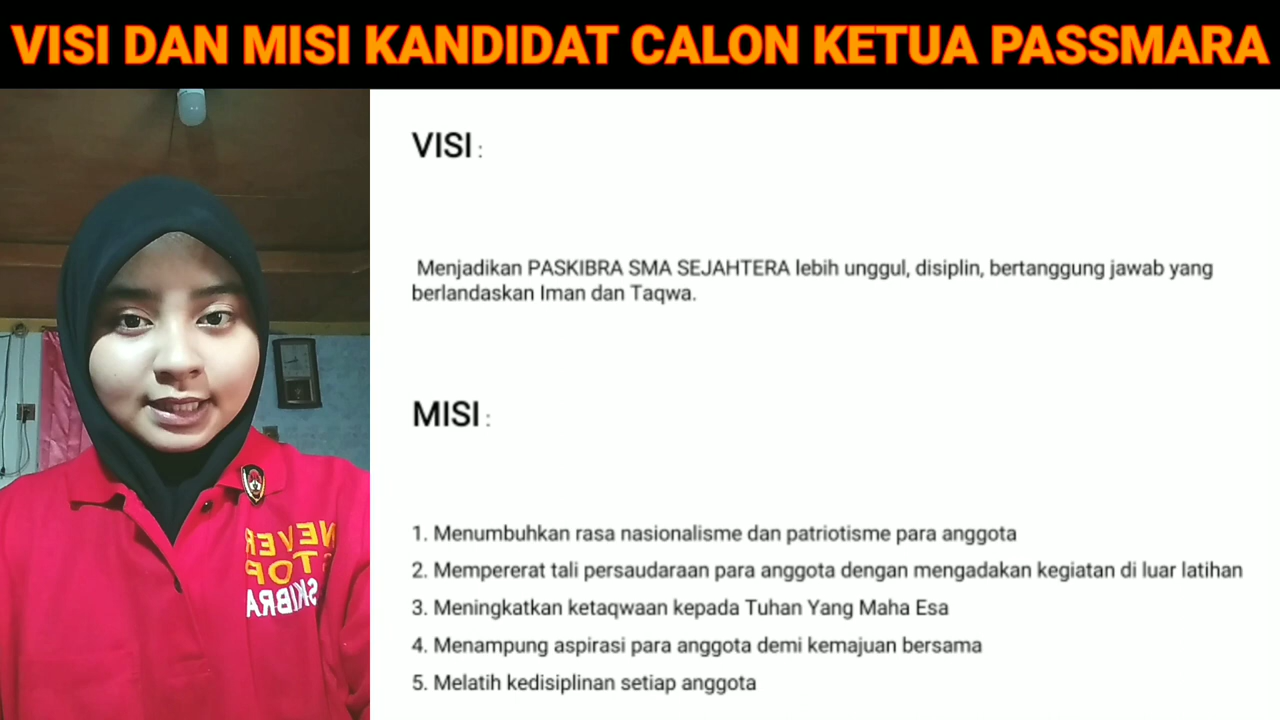 VISI DAN MISI KANDIDAT CALON KETUA PASSMARA
VISI :
Menjadikan PASKIBRA SMA SEJAHTERA lebih unggul, disiplin, bertanggung jawab yang
berlandaskan Iman dan Taqwa.
MISI :
1. Menumbuhkan rasa nasionalisme dan patriotisme para anggota
2. Mempererat tali persaudaraan para anggota dengan mengadakan kegiatan di luar latihan
3. Meningkatkan ketaqwaan kepada Tuhan Yang Maha Esa
4. Menampung aspirasi para anggota demi kemajuan bersama
5. Melatih kedisiplinan setiap anggota
NEVER
STOP
SKIBRA